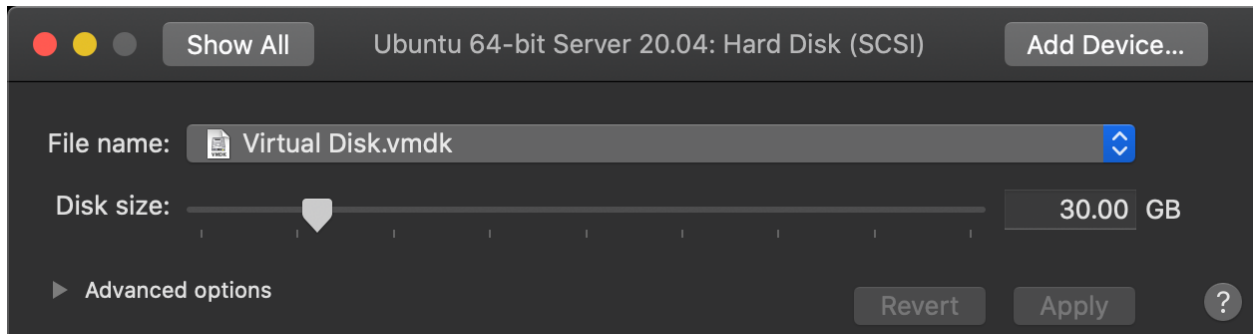 Show All Ubuntu 64-bit Server 20.04: Hard Disk (SCSI) Add Device...
File name: Virtual Disk.vmdk
Disk size: 30.00 GB
Advanced options Revert Apply ?